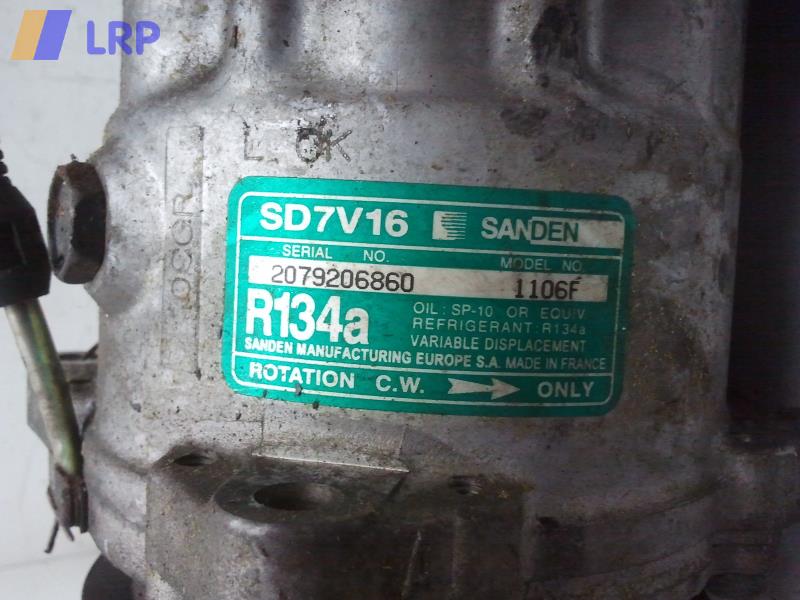 LRP
SD7V16 SANDEN
SERIAL NO. MODEL NO.
2079206860 1106F
R134a
OIL: SP-10 OR EQUIV
REFRIGERANT: R134a
VARIABLE DISPLACEMENT
SANDEN MANUFACTURING EUROPE S.A. MADE IN FRANCE
ROTATION C.W. ONLY